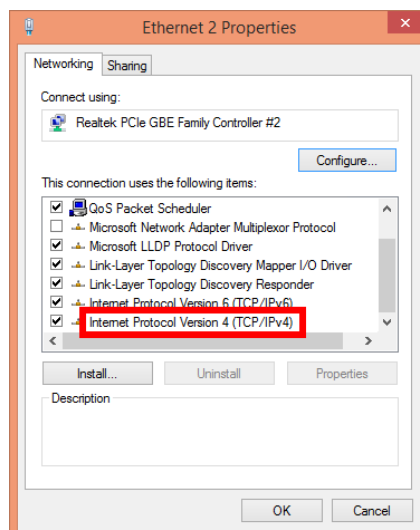 Ethernet 2 Properties
Networking Sharing
Connect using:
Realtek PCIe GBE Family Controller #2
Configure...
This connection uses the following items:
QoS Packet Scheduler
Microsoft Network Adapter Multiplexor Protocol
Microsoft LLDP Protocol Driver
Link-Layer Topology Discovery Mapper I/O Driver
Link-Layer Topology Discovery Responder
Internet Protocol Version 6 (TCP/IPv6)
Internet Protocol Version 4 (TCP/IPv4)
Install... Uninstall Properties
Description
OK Cancel